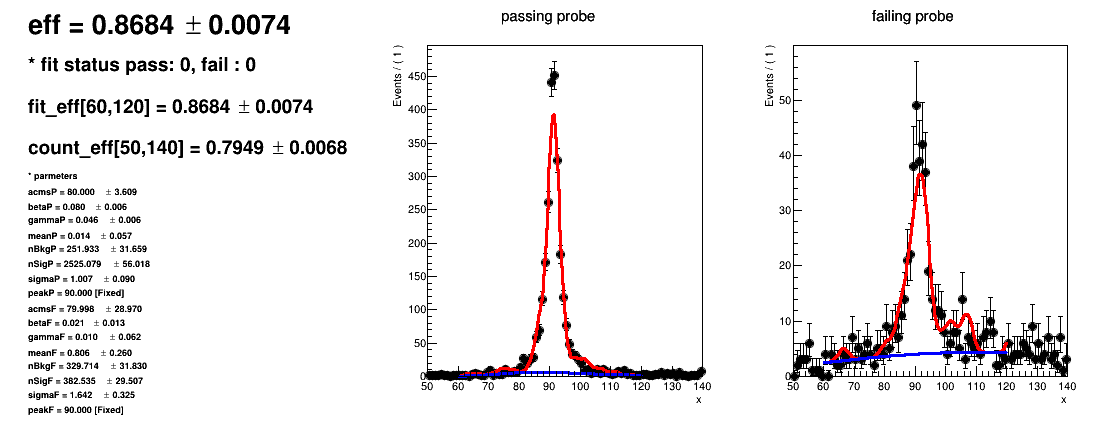 eff = 0.8684 ± 0.0074
* fit status pass: 0, fail : 0
fit_eff[60,120] = 0.8684 ± 0.0074
count_eff[50,140] = 0.7949 ± 0.0068
* parmeters
acmsP = 80.000 ± 3.609
betaP = 0.080 ± 0.006
gammaP = 0.046 ± 0.006
meanP = 0.014 ± 0.057
nBkgP = 251.933 ± 31.659
nSigP = 2525.079 ± 56.018
sigmaP = 1.007 ± 0.090
peakP = 90.000 [Fixed]
acmsF = 79.998 ± 28.970
betaF = 0.021 ± 0.013
gammaF = 0.010 ± 0.062
meanF = 0.806 ± 0.260
nBkgF = 329.714 ± 31.830
nSigF = 382.535 ± 29.507
sigmaF = 1.642 ± 0.325
peakF = 90.000 [Fixed]
passing probe
Events / ( 1 )
450
400
350
300
250
200
150
100
50
0
50 60 70 80 90 100 110 120 130 140
x
failing probe
Events / ( 1 )
50
40
30
20
10
0
50 60 70 80 90 100 110 120 130 140
x